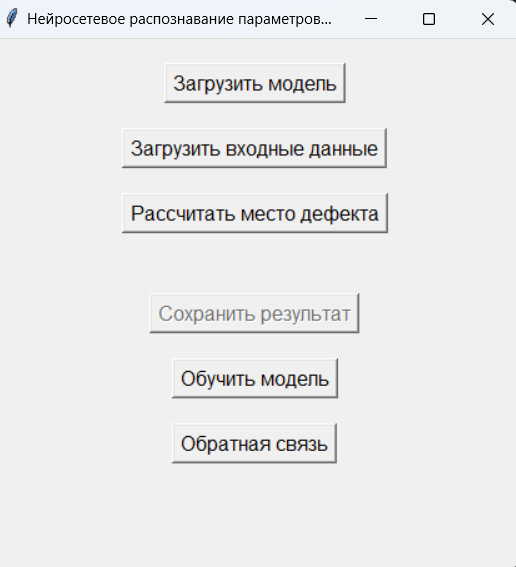 Нейросетевое распознавание параметров...
Загрузить модель
Загрузить входные данные
Рассчитать место дефекта
Сохранить результат
Обучить модель
Обратная связь